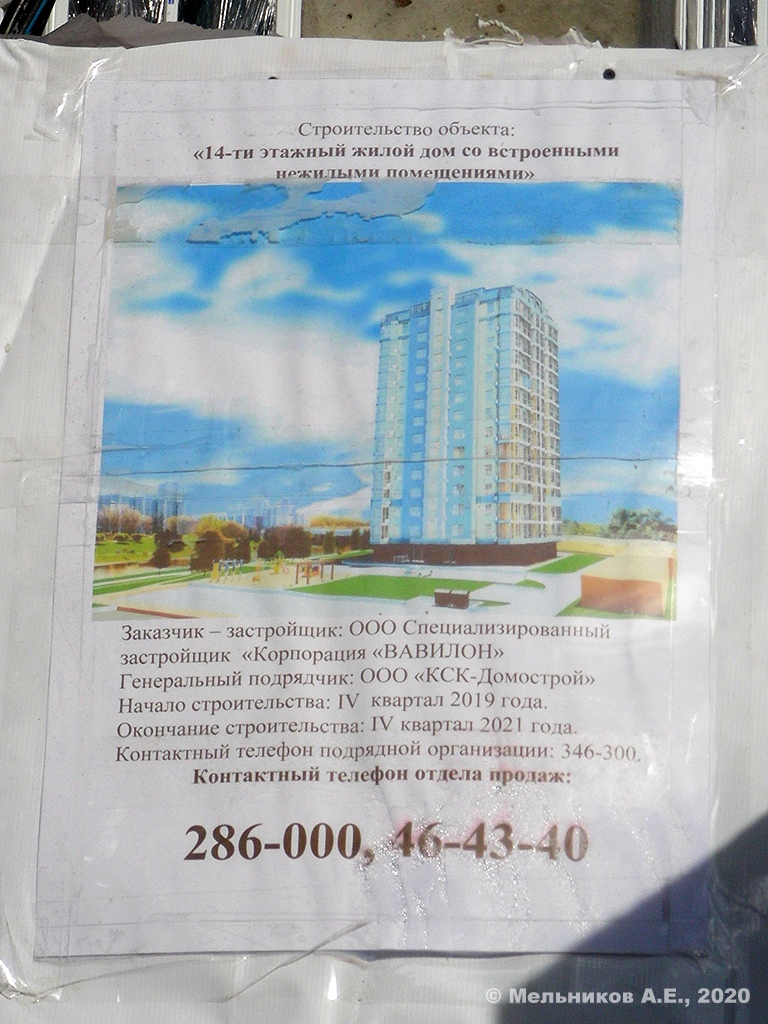 Строительство объекта:
«14-ти этажный жилой дом со встроенными
нежилыми помещениями»
Заказчик – застройщик: ООО Специализированный
застройщик «Корпорация «ВАВИЛОН»
Генеральный подрядчик: ООО «КСК-Домострой»
Начало строительства: IV квартал 2019 года.
Окончание строительства: IV квартал 2021 года.
Контактный телефон подрядной организации: 346-300.
Контактный телефон отдела продаж:
286-000, 46-43-40
© Мельников А.Е., 2020